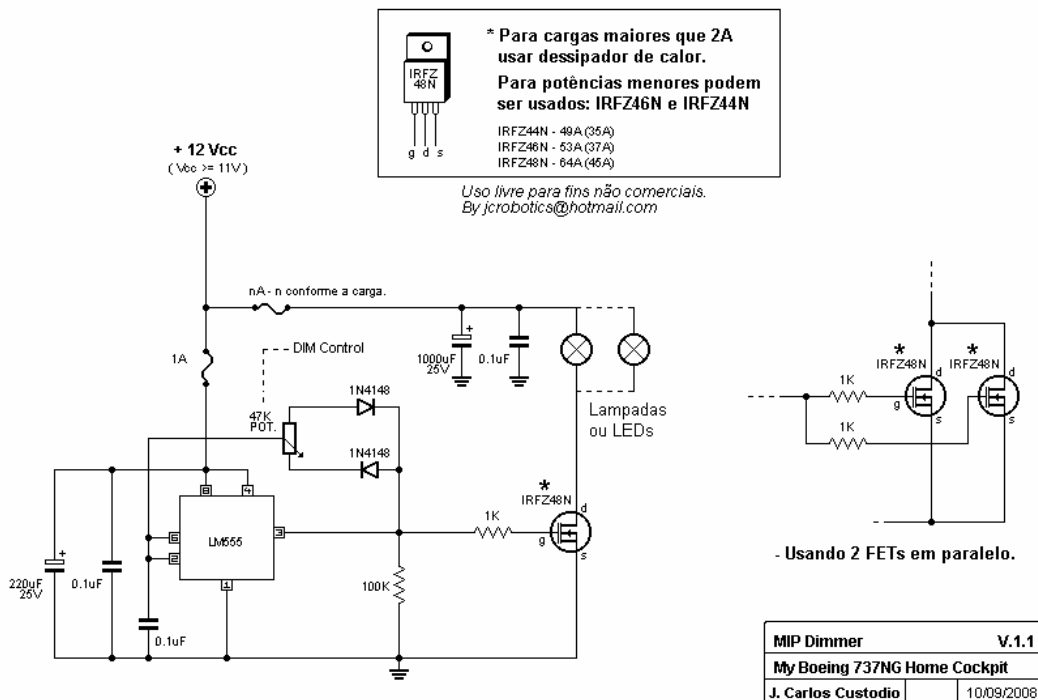 * Para cargas maiores que 2A
usar dessipador de calor.
Para potências menores podem
ser usados: IRFZ46N e IRFZ44N
IRFZ
48N
g d s
IRFZ44N - 49A (35A)
IRFZ46N - 53A (37A)
IRFZ48N - 64A (45A)
Uso livre para fins não comerciais.
By jcrobotics@hotmail.com
+ 12 Vcc
( Vcc >= 11V )
nA - n conforme a carga.
1A
DIM Control
+
1000uF
25V
0.1uF
1N4148
47K
POT.
1N4148
Lampadas
ou LEDs
*
IRFZ48N
d
g
s
1K
8
4
6
2
3
1
LM555
+
220uF
25V
0.1uF
0.1uF
100K
*
IRFZ48N
*
IRFZ48N
1K
1K
d
g
s
d
s
- Usando 2 FETs em paralelo.
MIP Dimmer V.1.1
My Boeing 737NG Home Cockpit
J. Carlos Custodio 10/09/2008